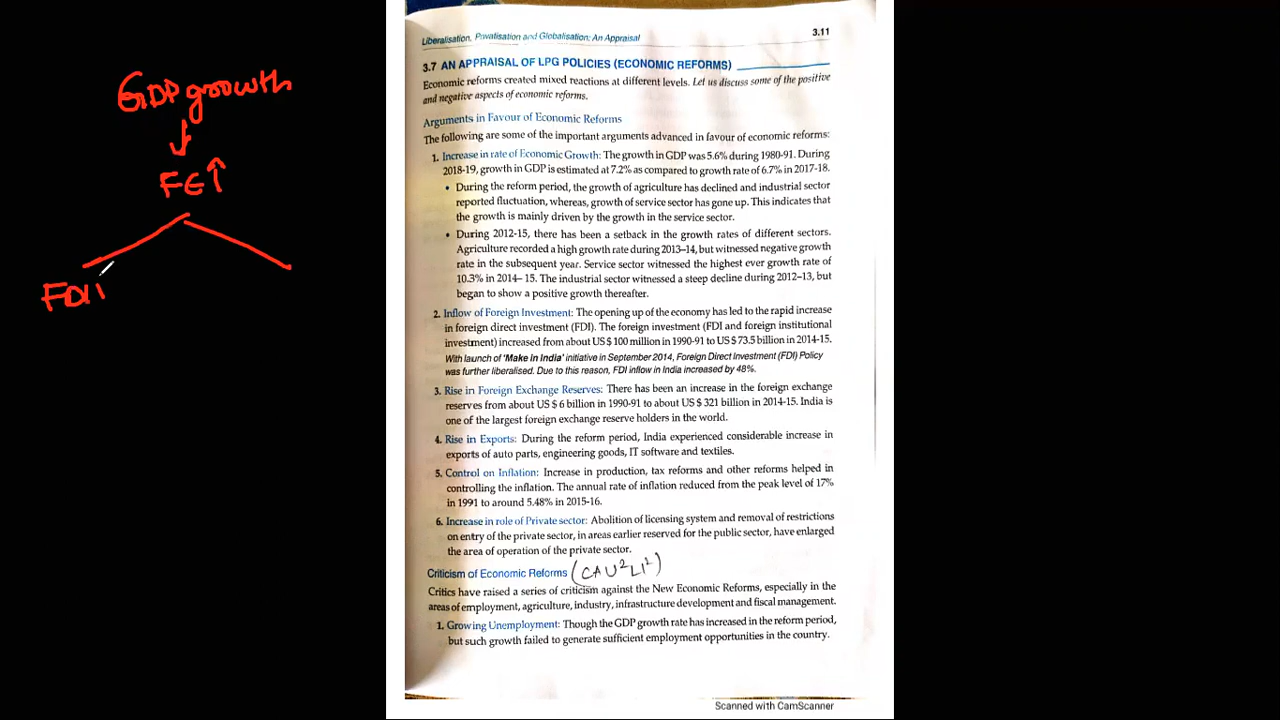 GDP growth
FE↑
FDI
Liberalisation, Privatisation and Globalisation: An Appraisal
3.11
3.7 AN APPRAISAL OF LPG POLICIES (ECONOMIC REFORMS)
Economic reforms created mixed reactions at different levels. Let us discuss some of the positive
and negative aspects of economic reforms.
Arguments in Favour of Economic Reforms
The following are some of the important arguments advanced in favour of economic reforms:
1. Increase in rate of Economic Growth: The growth in GDP was 5.6% during 1980-91. During
2018-19, growth in GDP is estimated at 7.2% as compared to growth rate of 6.7% in 2017-18.
• During the reform period, the growth of agriculture has declined and industrial sector
reported fluctuation, whereas, growth of service sector has gone up. This indicates that
the growth is mainly driven by the growth in the service sector.
• During 2012-15, there has been a setback in the growth rates of different sectors.
Agriculture recorded a high growth rate during 2013–14, but witnessed negative growth
rate in the subsequent year. Service sector witnessed the highest ever growth rate of
10.3% in 2014– 15. The industrial sector witnessed a steep decline during 2012–13, but
began to show a positive growth thereafter.
2. Inflow of Foreign Investment: The opening up of the economy has led to the rapid increase
in foreign direct investment (FDI). The foreign investment (FDI and foreign institutional
investment) increased from about US $ 100 million in 1990-91 to US $ 73.5 billion in 2014-15.
With launch of 'Make in India' initiative in September 2014, Foreign Direct Investment (FDI) Policy
was further liberalised. Due to this reason, FDI inflow in India increased by 48%.
3. Rise in Foreign Exchange Reserves: There has been an increase in the foreign exchange
reserves from about US $ 6 billion in 1990-91 to about US $ 321 billion in 2014-15. India is
one of the largest foreign exchange reserve holders in the world.
4. Rise in Exports: During the reform period, India experienced considerable increase in
exports of auto parts, engineering goods, IT software and textiles.
5. Control on Inflation: Increase in production, tax reforms and other reforms helped in
controlling the inflation. The annual rate of inflation reduced from the peak level of 17%
in 1991 to around 5.48% in 2015-16.
6. Increase in role of Private sector: Abolition of licensing system and removal of restrictions
on entry of the private sector, in areas earlier reserved for the public sector, have enlarged
the area of operation of the private sector.
Criticism of Economic Reforms (CAU²LI²)
Critics have raised a series of criticism against the New Economic Reforms, especially in the
areas of employment, agriculture, industry, infrastructure development and fiscal management.
1. Growing Unemployment: Though the GDP growth rate has increased in the reform period,
but such growth failed to generate sufficient employment opportunities in the country.
Scanned with CamScanner